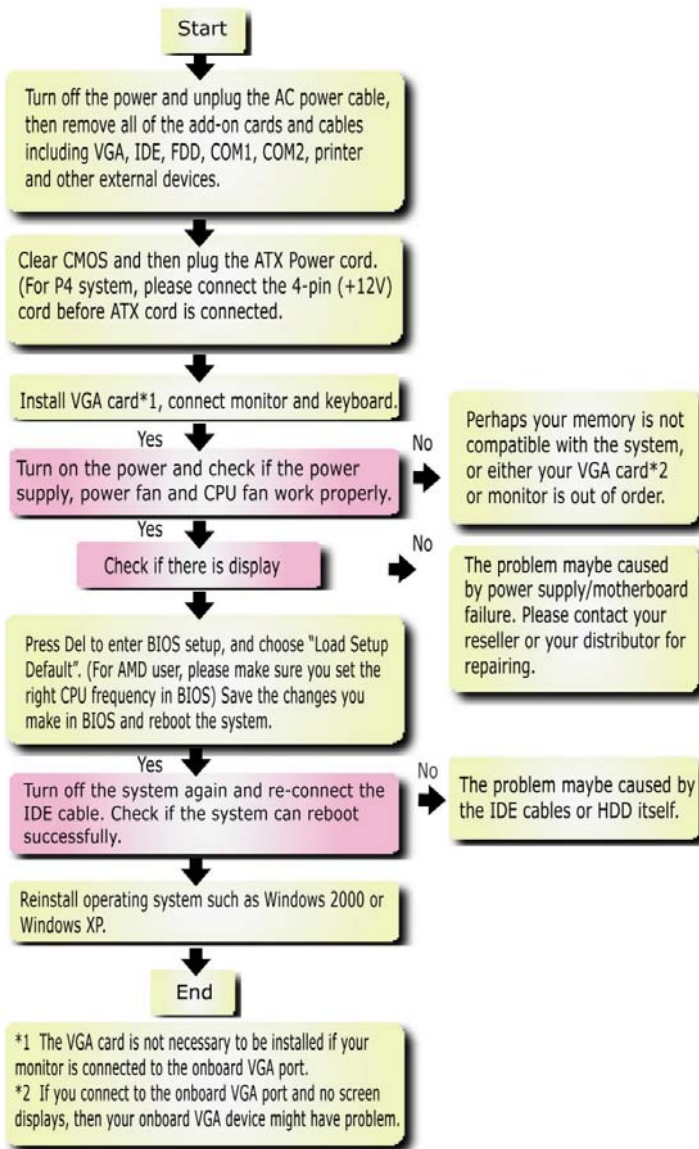 Start
Turn off the power and unplug the AC power cable,
then remove all of the add-on cards and cables
including VGA, IDE, FDD, COM1, COM2, printer
and other external devices.
Clear CMOS and then plug the ATX Power cord.
(For P4 system, please connect the 4-pin (+12V)
cord before ATX cord is connected.
Install VGA card*1, connect monitor and keyboard.
Yes
Turn on the power and check if the power
supply, power fan and CPU fan work properly.
No
Perhaps your memory is not
compatible with the system,
or either your VGA card*2
or monitor is out of order.
Yes
Check if there is display
No
The problem maybe caused
by power supply/motherboard
failure. Please contact your
reseller or your distributor for
repairing.
Press Del to enter BIOS setup, and choose “Load Setup
Default”. (For AMD user, please make sure you set the
right CPU frequency in BIOS) Save the changes you
make in BIOS and reboot the system.
Yes
Turn off the system again and re-connect the
IDE cable. Check if the system can reboot
successfully.
No
The problem maybe caused by
the IDE cables or HDD itself.
Reinstall operating system such as Windows 2000 or
Windows XP.
End
*1 The VGA card is not necessary to be installed if your
monitor is connected to the onboard VGA port.
*2 If you connect to the onboard VGA port and no screen
displays, then your onboard VGA device might have problem.